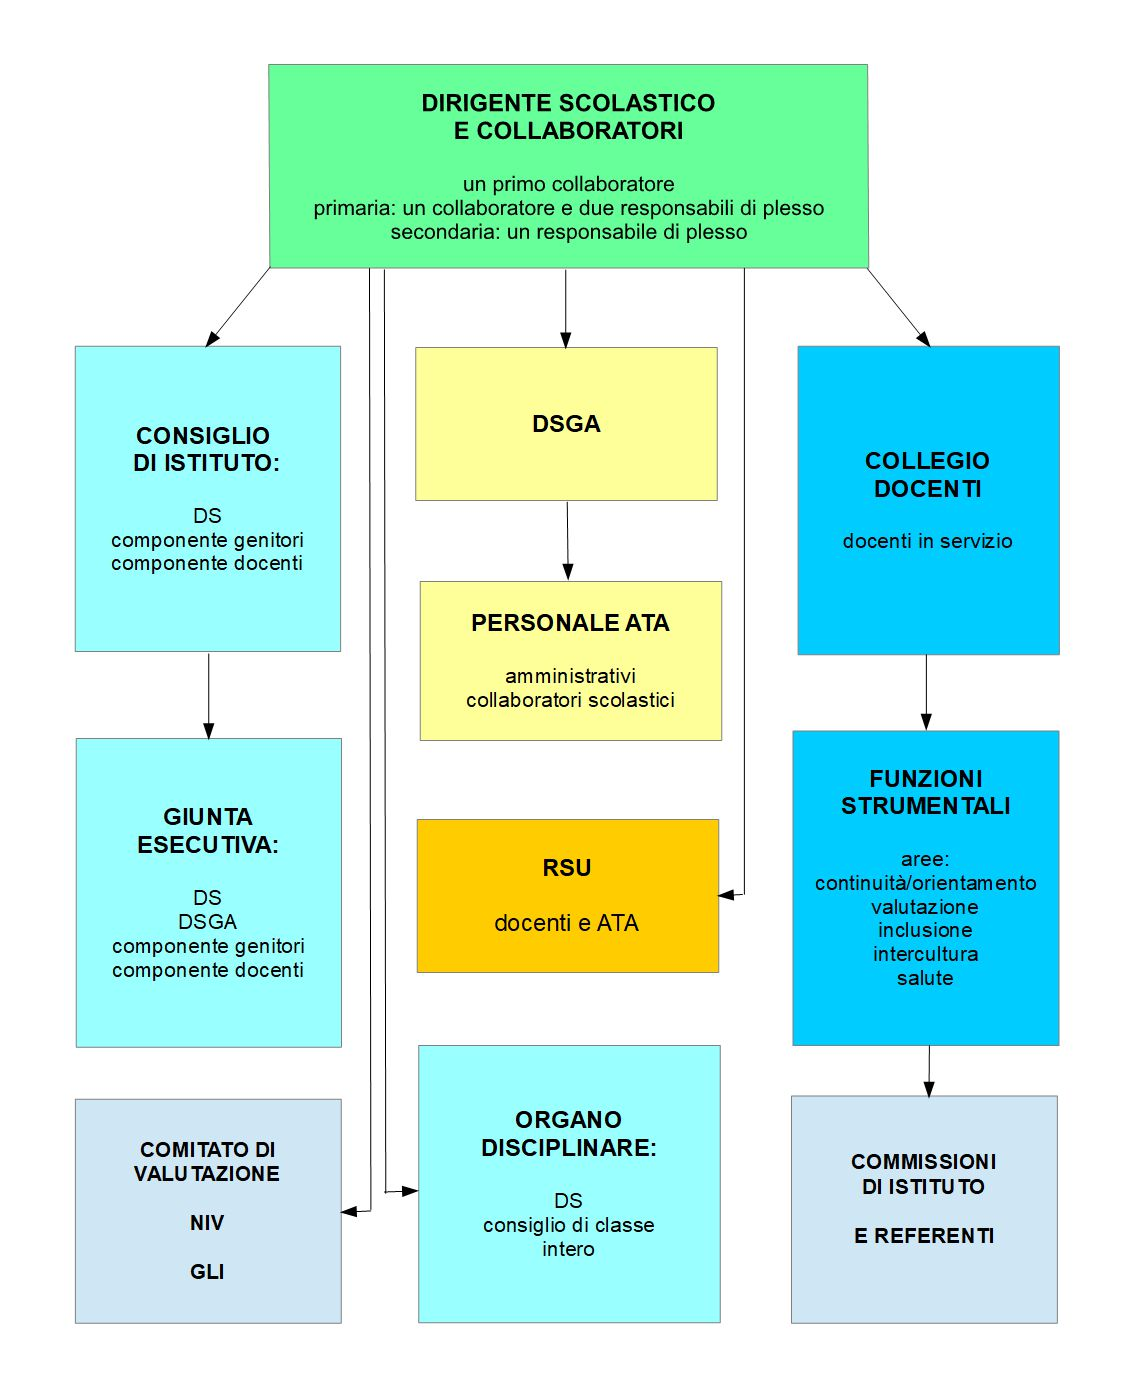 DIRIGENTE SCOLASTICO
E COLLABORATORI
un primo collaboratore
primaria: un collaboratore e due responsabili di plesso
secondaria: un responsabile di plesso
CONSIGLIO
DI ISTITUTO:
DS
componente genitori
componente docenti
DSGA
COLLEGIO
DOCENTI
docenti in servizio
PERSONALE ATA
amministrativi
collaboratori scolastici
GIUNTA
ESECUTIVA:
DS
DSGA
componente genitori
componente docenti
RSU
docenti e ATA
FUNZIONI
STRUMENTALI
aree:
continuità/orientamento
valutazione
inclusione
intercultura
salute
COMITATO DI
VALUTAZIONE
NIV
GLI
ORGANO
DISCIPLINARE:
DS
consiglio di classe
intero
COMMISSIONI
DI ISTITUTO
E REFERENTI